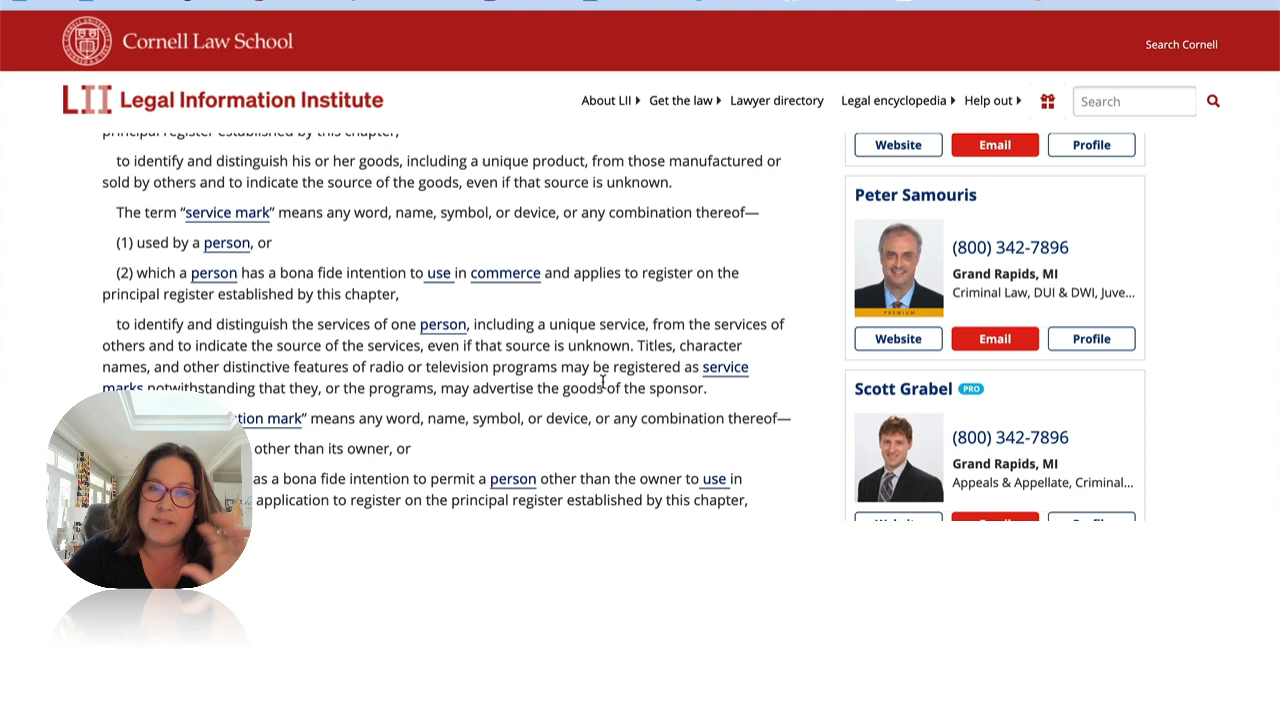 Cornell Law School
Search Cornell
LII Legal Information Institute
About LII Get the law Lawyer directory Legal encyclopedia Help out Search
principal register established by this chapter,
to identify and distinguish his or her goods, including a unique product, from those manufactured or
sold by others and to indicate the source of the goods, even if that source is unknown.
The term “service mark” means any word, name, symbol, or device, or any combination thereof—
(1) used by a person, or
(2) which a person has a bona fide intention to use in commerce and applies to register on the
principal register established by this chapter,
to identify and distinguish the services of one person, including a unique service, from the services of
others and to indicate the source of the services, even if that source is unknown. Titles, character
names, and other distinctive features of radio or television programs may be registered as service
marks notwithstanding that they, or the programs, may advertise the goods of the sponsor.
tion mark” means any word, name, symbol, or device, or any combination thereof—
other than its owner, or
as a bona fide intention to permit a person other than the owner to use in
application to register on the principal register established by this chapter,
Website Email Profile
Peter Samouris
(800) 342-7896
Grand Rapids, MI
Criminal Law, DUI & DWI, Juve...
PREMIUM
Website Email Profile
Scott Grabel PRO
(800) 342-7896
Grand Rapids, MI
Appeals & Appellate, Criminal...
Website Email Profile